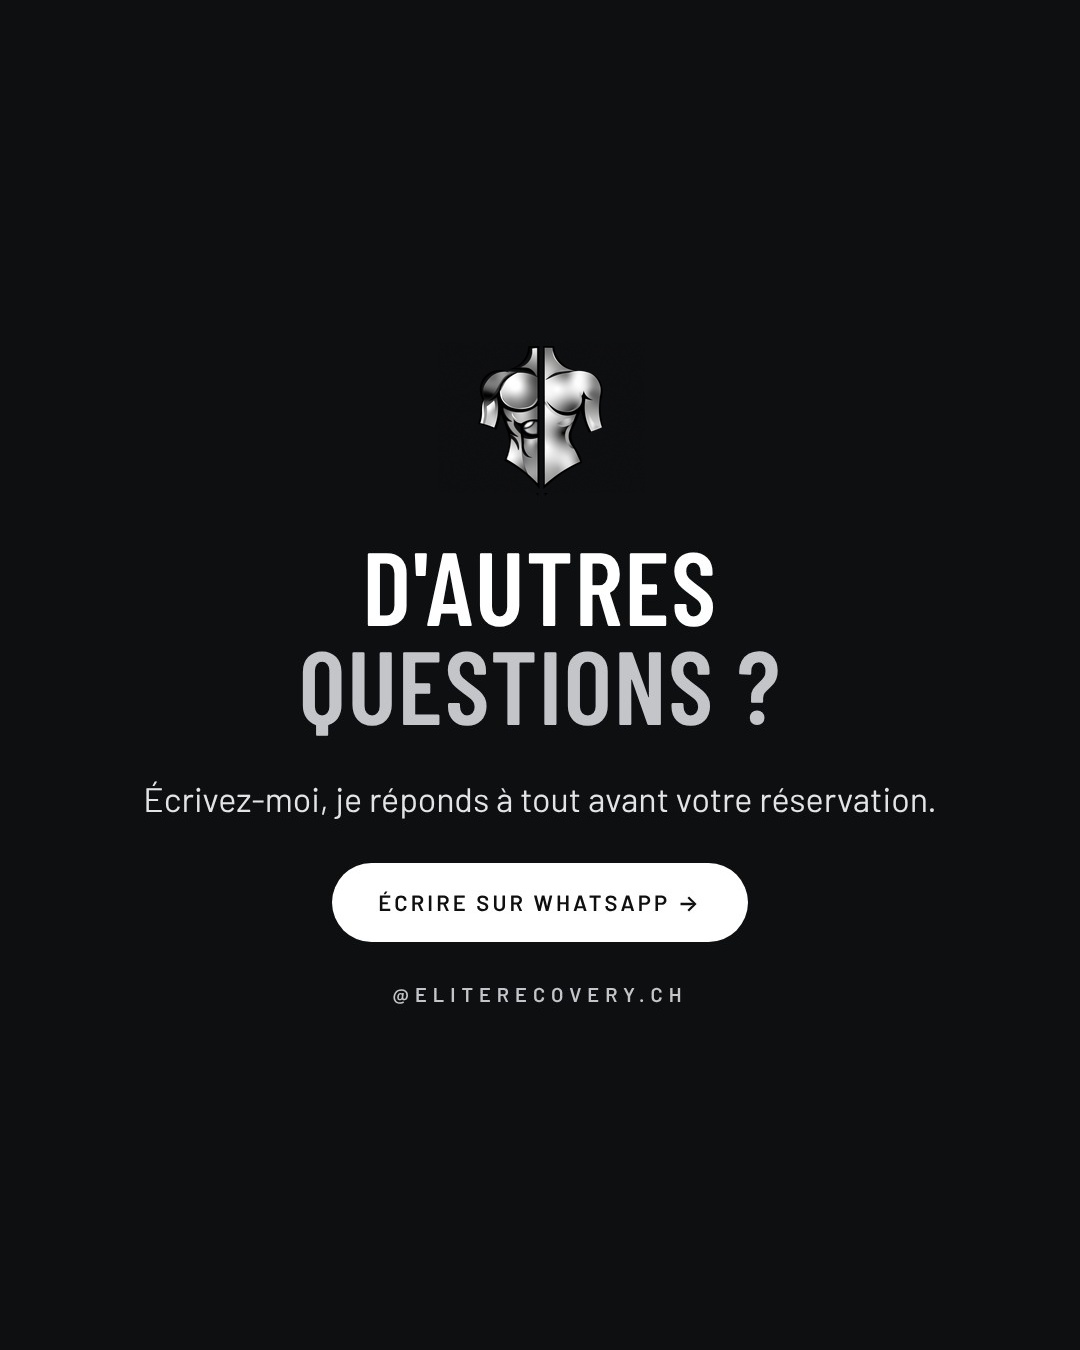 D'AUTRES
QUESTIONS ?
Écrivez-moi, je réponds à tout avant votre réservation.
ÉCRIRE SUR WHATSAPP →
@ELITERECOVERY.CH